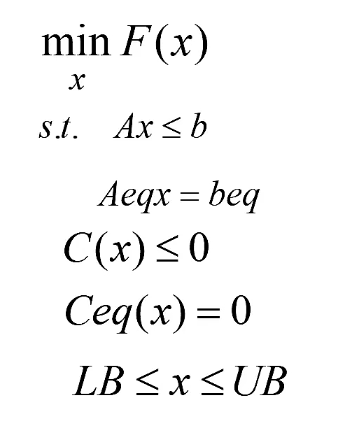 min F(x)
x
s.t. Ax ≤ b
Aeqx = beq
C(x) ≤ 0
Ceq(x) = 0
LB ≤ x ≤ UB